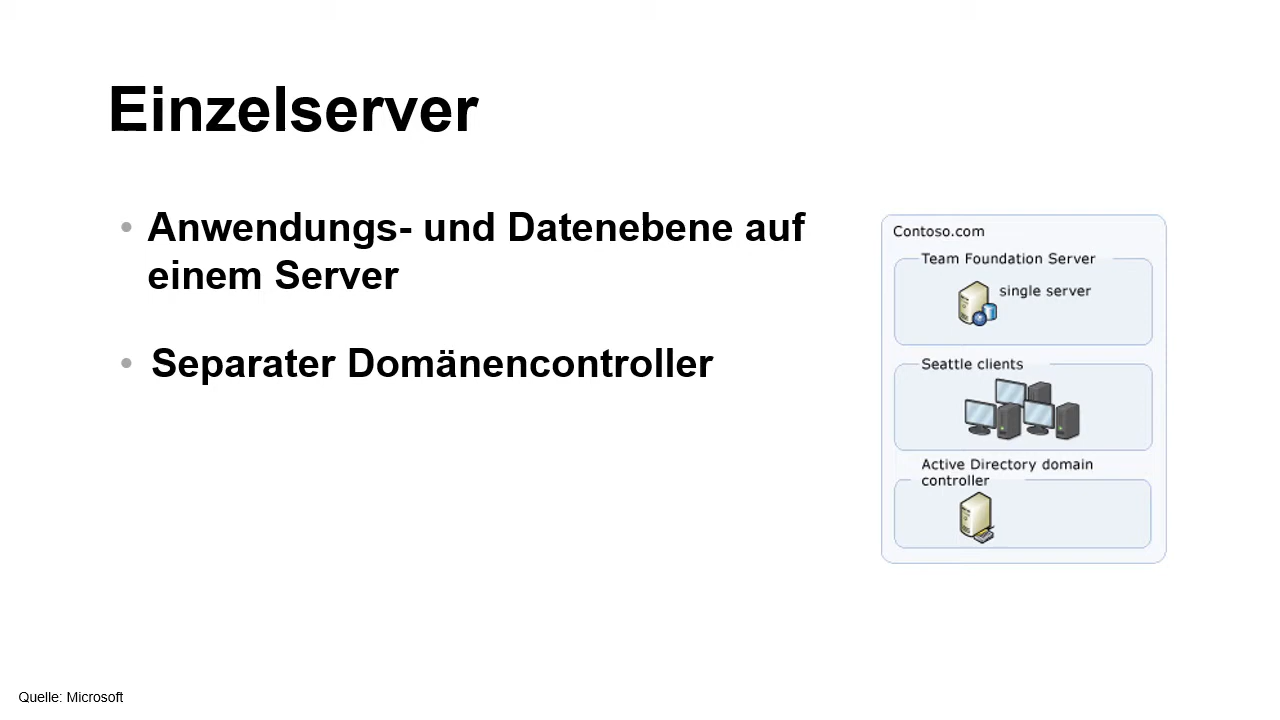 Einzelserver
• Anwendungs- und Datenebene auf
einem Server
• Separater Domänencontroller
Contoso.com
Team Foundation Server
single server
Seattle clients
Active Directory domain
controller
Quelle: Microsoft